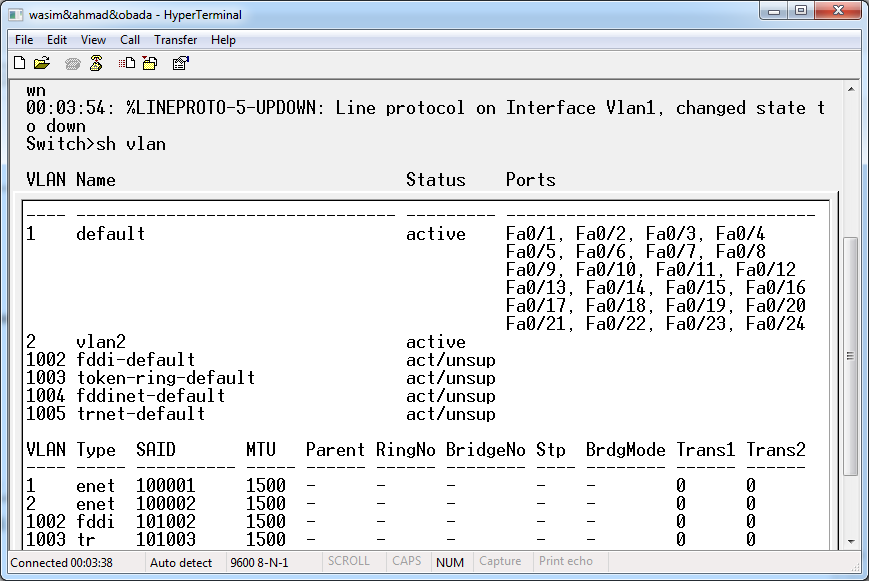 wasim&ahmad&obada - HyperTerminal
File Edit View Call Transfer Help
wn
00:03:54: %LINEPROTO-5-UPDOWN: Line protocol on Interface Vlan1, changed state t
o down
Switch>sh vlan
VLAN Name                             Status    Ports
---- -------------------------------- --------- -------------------------------
1    default                          active    Fa0/1, Fa0/2, Fa0/3, Fa0/4
                                                Fa0/5, Fa0/6, Fa0/7, Fa0/8
                                                Fa0/9, Fa0/10, Fa0/11, Fa0/12
                                                Fa0/13, Fa0/14, Fa0/15, Fa0/16
                                                Fa0/17, Fa0/18, Fa0/19, Fa0/20
                                                Fa0/21, Fa0/22, Fa0/23, Fa0/24
2    vlan2                            active
1002 fddi-default                     act/unsup
1003 token-ring-default               act/unsup
1004 fddinet-default                  act/unsup
1005 trnet-default                    act/unsup
VLAN Type  SAID       MTU   Parent RingNo BridgeNo Stp  BrdgMode Trans1 Trans2
---- ----- ---------- ----- ------ ------ -------- ---- -------- ------ ------
1    enet  100001     1500  -      -      -        -    -        0      0
2    enet  100002     1500  -      -      -        -    -        0      0
1002 fddi  101002     1500  -      -      -        -    -        0      0
1003 tr    101003     1500  -      -      -        -    -        0      0
Connected 00:03:38 Auto detect 9600 8-N-1 SCROLL CAPS NUM Capture Print echo